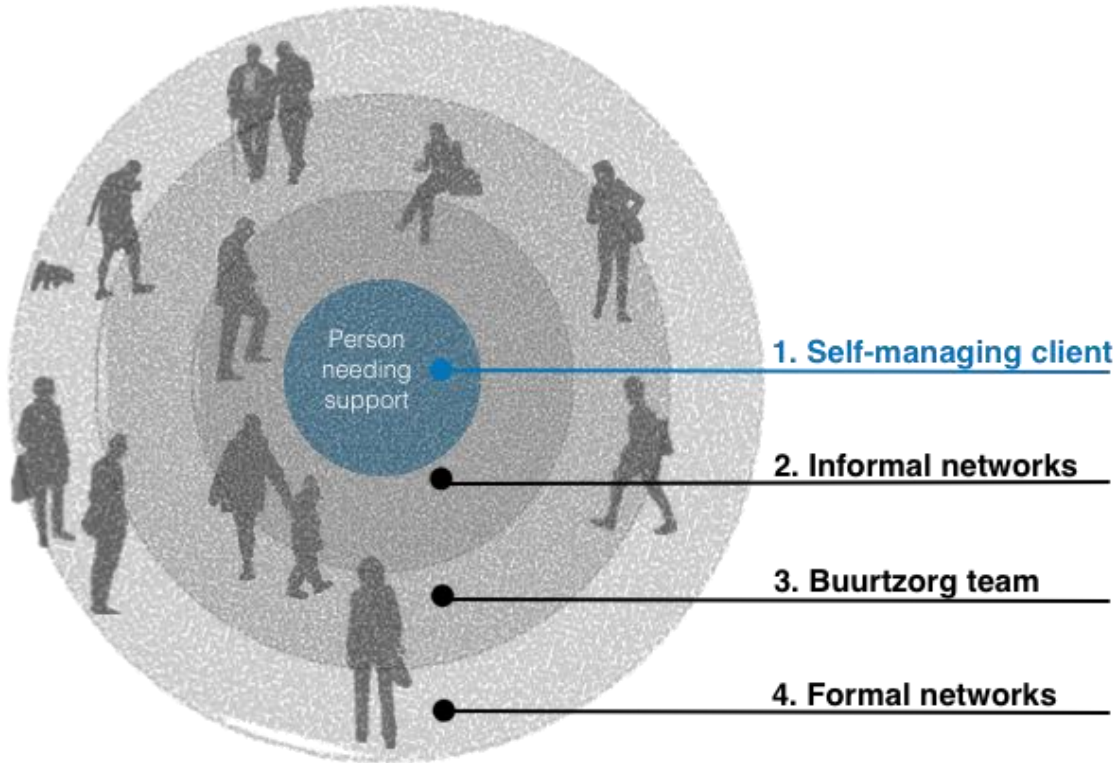 Person
needing
support
1. Self-managing client
2. Informal networks
3. Buurtzorg team
4. Formal networks